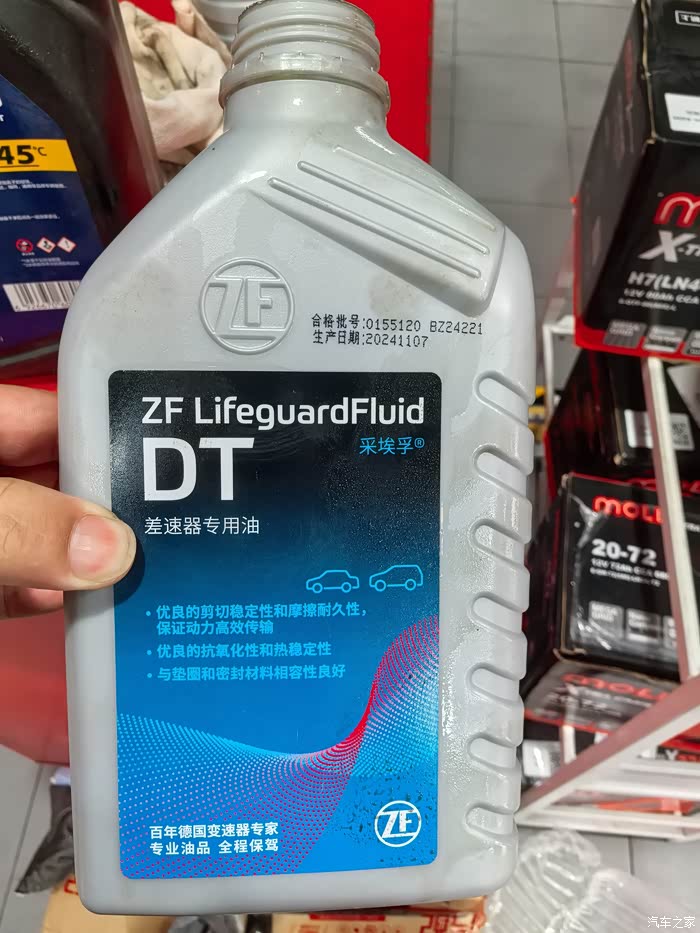 45°C
ZF
合格批号:0155120 BZ24221
生产日期:20241107
ZF LifeguardFluid
DT
采埃孚®
差速器专用油
• 优良的剪切稳定性和摩擦耐久性，
保证动力高效传输
• 优良的抗氧化性和热稳定性
• 与垫圈和密封材料相容性良好
百年德国变速器专家
专业油品 全程保驾
ZF
H7(LN4
20-72
汽车之家